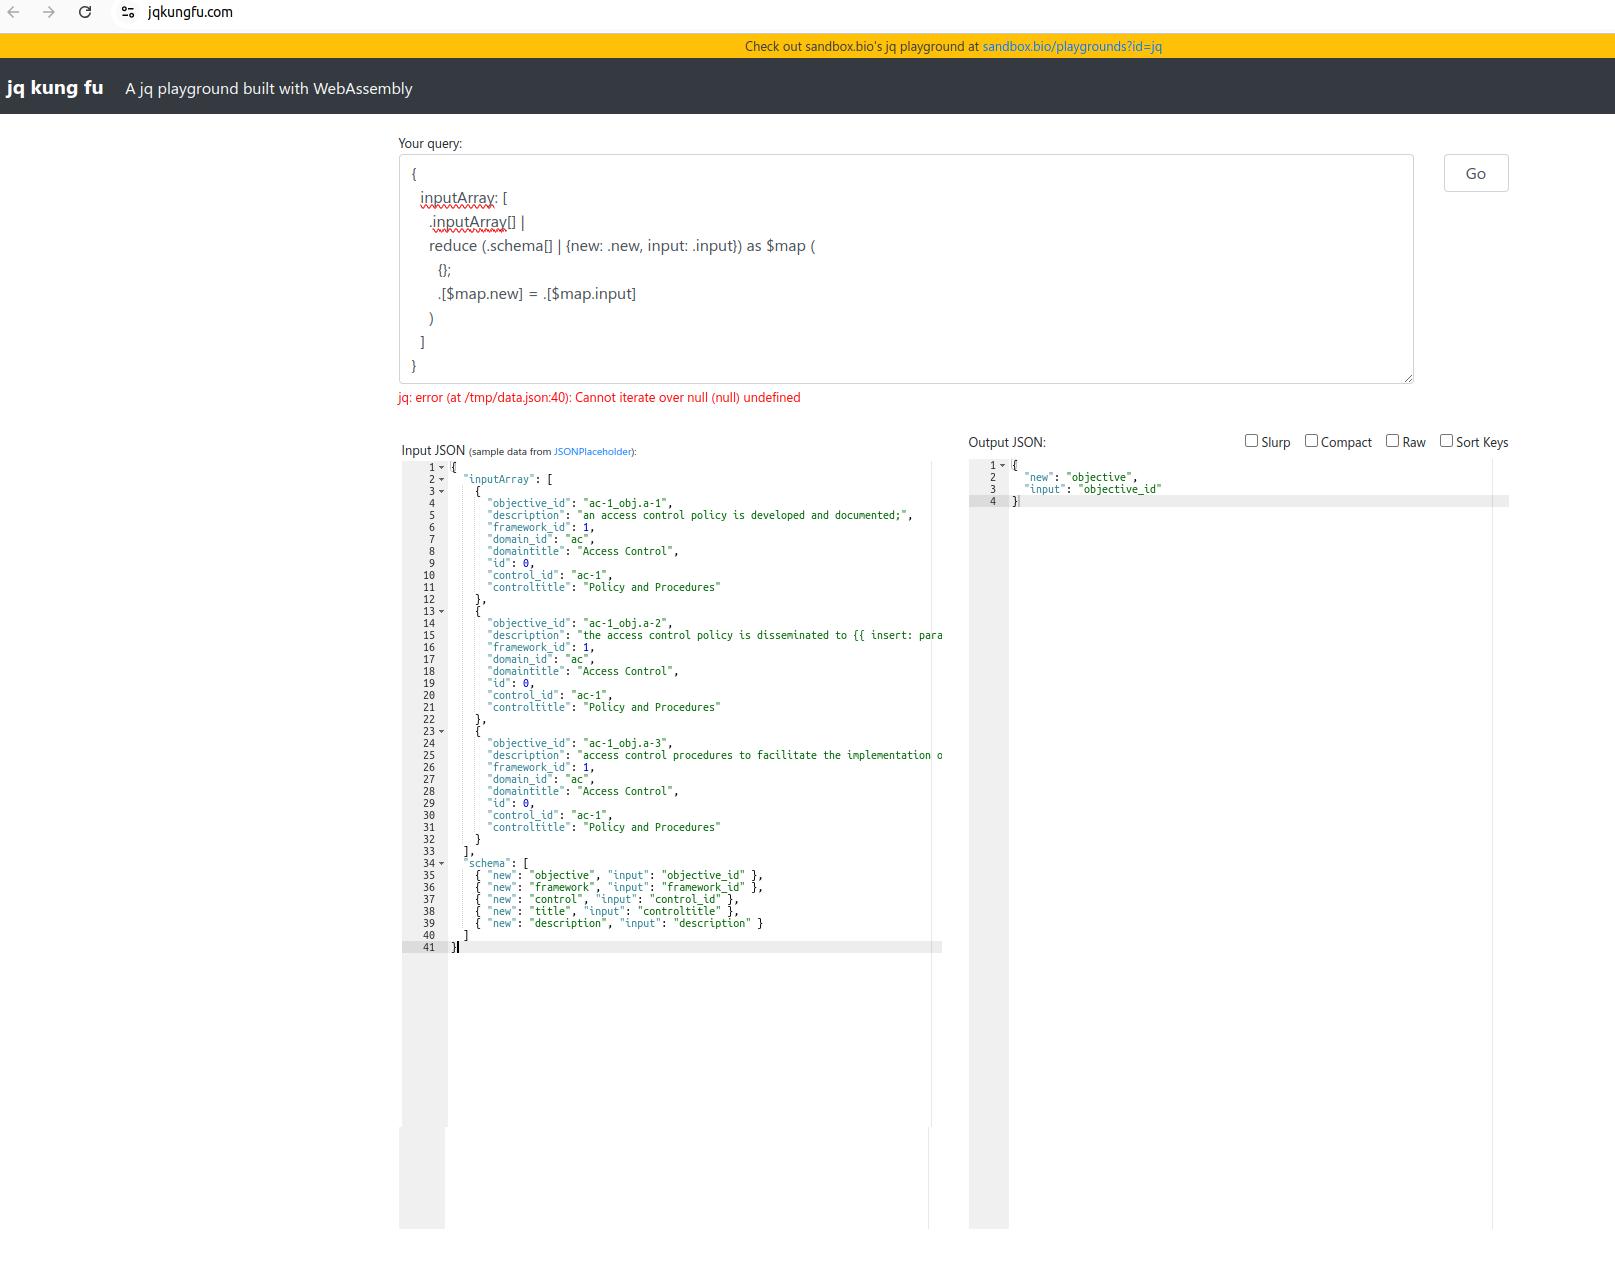 jqkungfu.com
Check out sandbox.bio's jq playground at sandbox.bio/playgrounds?id=jq
jq kung fu A jq playground built with WebAssembly
Your query:
{
inputArray: [
.inputArray[] |
reduce (.schema[] | {new: .new, input: .input}) as $map (
{};
.[$map.new] = .[$map.input]
)
]
}
Go
jq: error (at /tmp/data.json:40): Cannot iterate over null (null) undefined
Input JSON (sample data from JSONPlaceholder):
1 {
2 "inputArray": [
3 {
4 "objective_id": "ac-1_obj.a-1",
5 "description": "an access control policy is developed and documented;",
6 "framework_id": 1,
7 "domain_id": "ac",
8 "domaintitle": "Access Control",
9 "id": 0,
10 "control_id": "ac-1",
11 "controltitle": "Policy and Procedures"
12 },
13 {
14 "objective_id": "ac-1_obj.a-2",
15 "description": "the access control policy is disseminated to {{ insert: para
16 "framework_id": 1,
17 "domain_id": "ac",
18 "domaintitle": "Access Control",
19 "id": 0,
20 "control_id": "ac-1",
21 "controltitle": "Policy and Procedures"
22 },
23 {
24 "objective_id": "ac-1_obj.a-3",
25 "description": "access control procedures to facilitate the implementation o
26 "framework_id": 1,
27 "domain_id": "ac",
28 "domaintitle": "Access Control",
29 "id": 0,
30 "control_id": "ac-1",
31 "controltitle": "Policy and Procedures"
32 }
33 ],
34 "schema": [
35 { "new": "objective", "input": "objective_id" },
36 { "new": "framework", "input": "framework_id" },
37 { "new": "control", "input": "control_id" },
38 { "new": "title", "input": "controltitle" },
39 { "new": "description", "input": "description" }
40 ]
41 }
Output JSON: Slurp Compact Raw Sort Keys
1 {
2 "new": "objective",
3 "input": "objective_id"
4 }